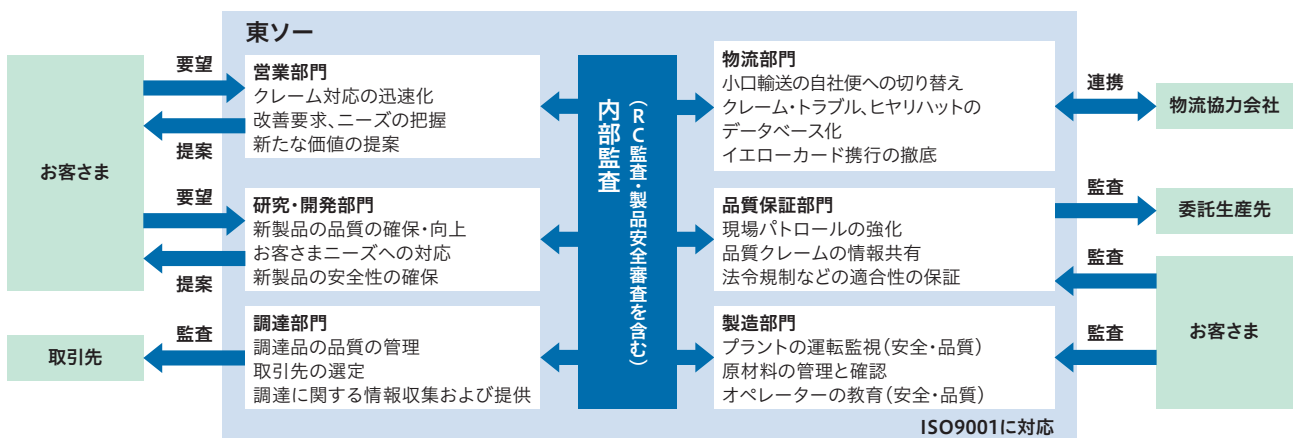 東ソー
お客さま
要望
提案
要望
提案
取引先
監査
営業部門
クレーム対応の迅速化
改善要求、ニーズの把握
新たな価値の提案
研究・開発部門
新製品の品質の確保・向上
お客さまニーズへの対応
新製品の安全性の確保
調達部門
調達品の品質の管理
取引先の選定
調達に関する情報収集および提供
内部監査
（RC監査・製品安全審査を含む）
物流部門
小口輸送の自社便への切り替え
クレーム・トラブル、ヒヤリハットの
データベース化
イエローカード携行の徹底
品質保証部門
現場パトロールの強化
品質クレームの情報共有
法令規制などの適合性の保証
製造部門
プラントの運転監視（安全・品質）
原材料の管理と確認
オペレーターの教育（安全・品質）
連携
物流協力会社
監査
委託生産先
監査
監査
お客さま
ISO9001に対応